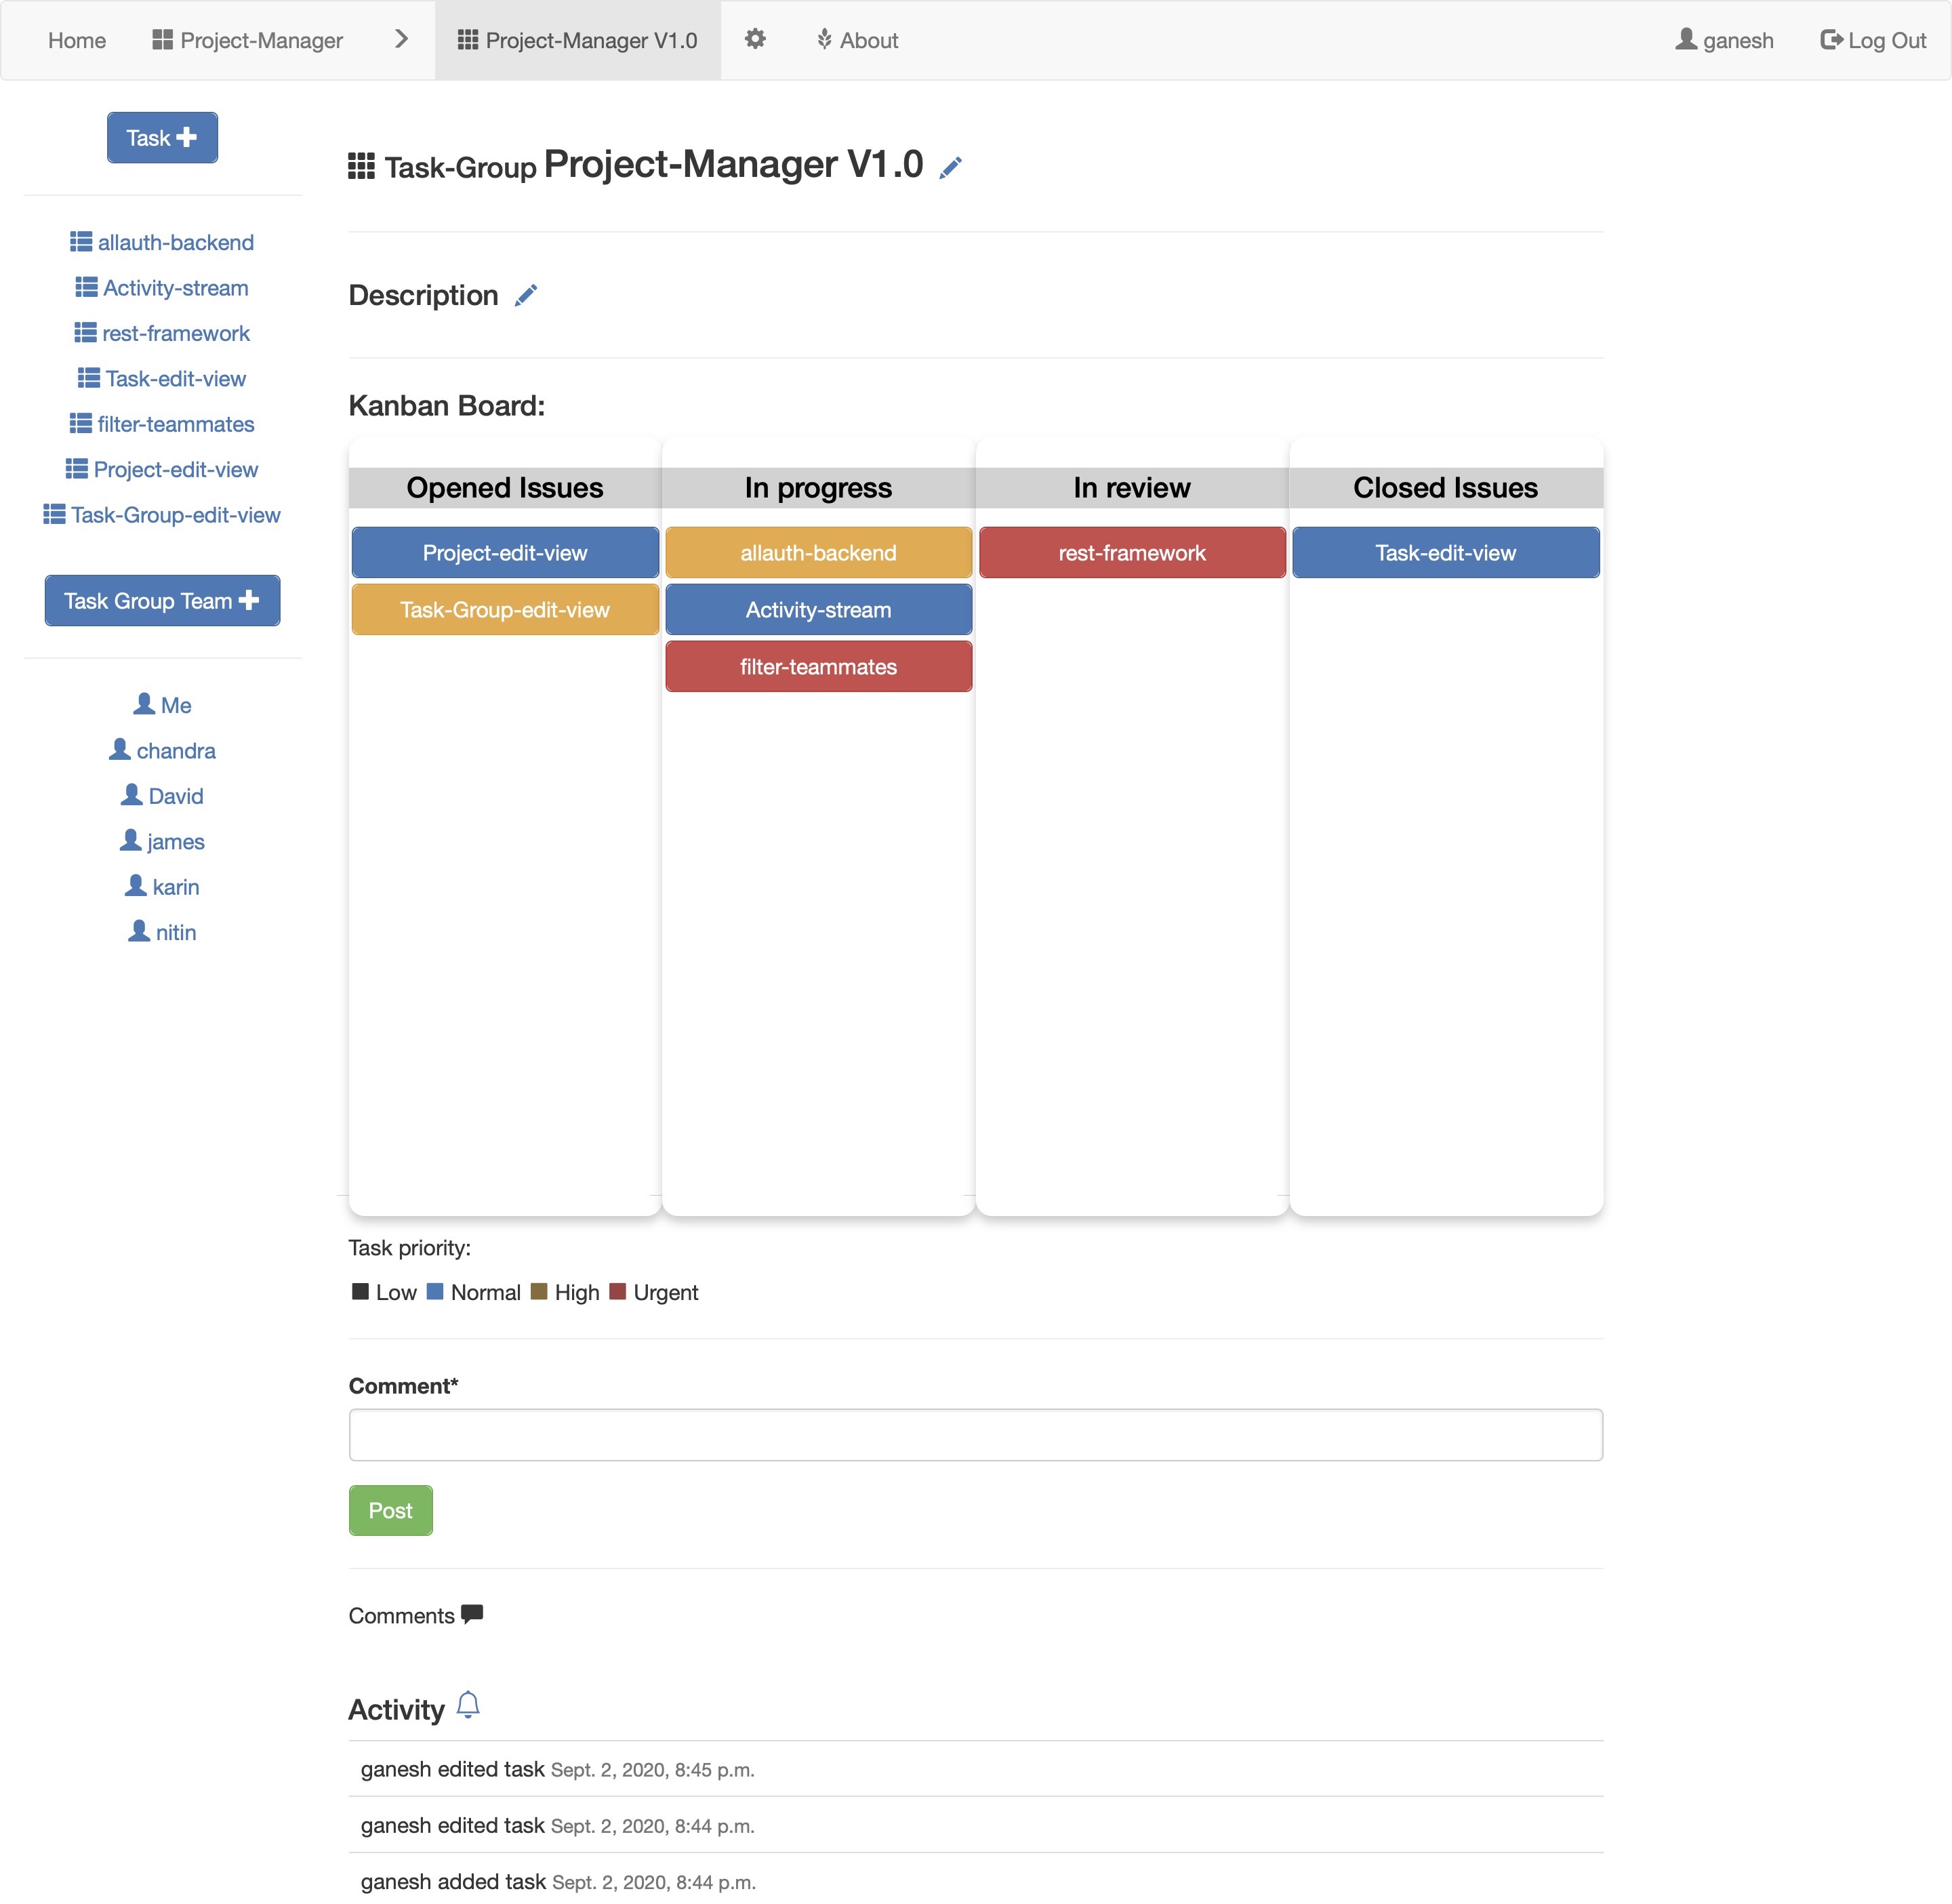 Home Project-Manager Project-Manager V1.0 About ganesh Log Out
Task
allauth-backend
Activity-stream
rest-framework
Task-edit-view
filter-teammates
Project-edit-view
Task-Group-edit-view
Task Group Team
Me
chandra
David
james
karin
nitin
Task-Group Project-Manager V1.0
Description
Kanban Board:
Opened Issues
Project-edit-view
Task-Group-edit-view
In progress
allauth-backend
Activity-stream
filter-teammates
In review
rest-framework
Closed Issues
Task-edit-view
Task priority:
Low Normal High Urgent
Comment*
Post
Comments
Activity
ganesh edited task Sept. 2, 2020, 8:45 p.m.
ganesh edited task Sept. 2, 2020, 8:44 p.m.
ganesh added task Sept. 2, 2020, 8:44 p.m.